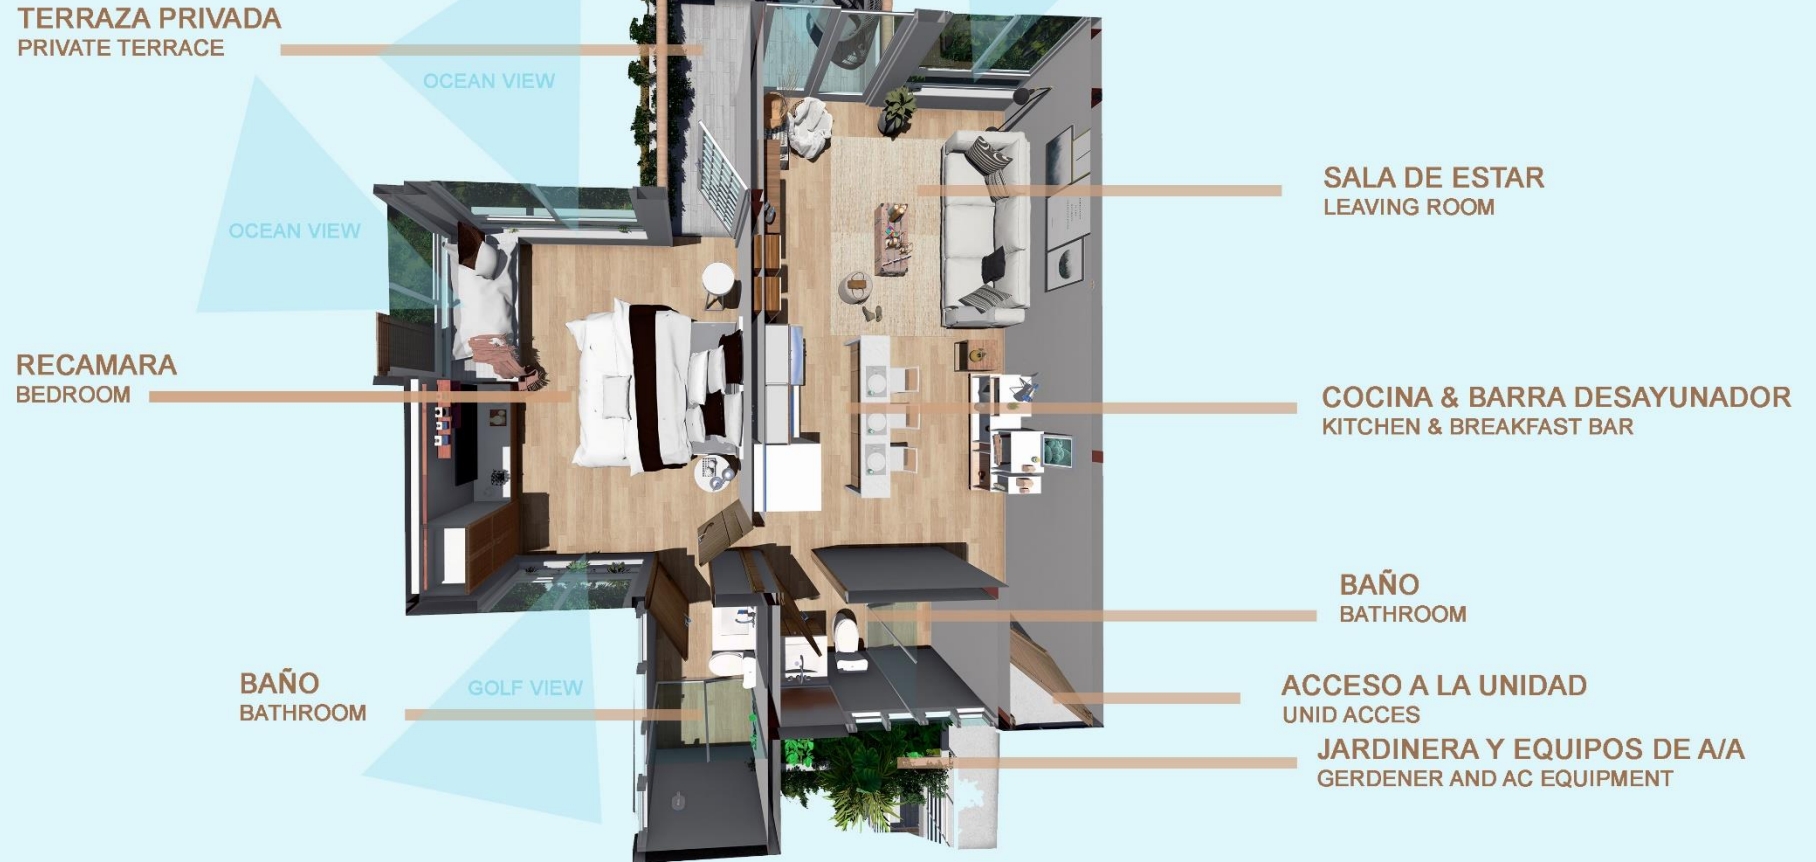 TERRAZA PRIVADA
PRIVATE TERRACE
OCEAN VIEW
OCEAN VIEW
SALA DE ESTAR
LEAVING ROOM
RECAMARA
BEDROOM
COCINA & BARRA DESAYUNADOR
KITCHEN & BREAKFAST BAR
BAÑO
BATHROOM
BAÑO
BATHROOM
GOLF VIEW
ACCESO A LA UNIDAD
UNID ACCES
JARDINERA Y EQUIPOS DE A/A
GERDENER AND AC EQUIPMENT